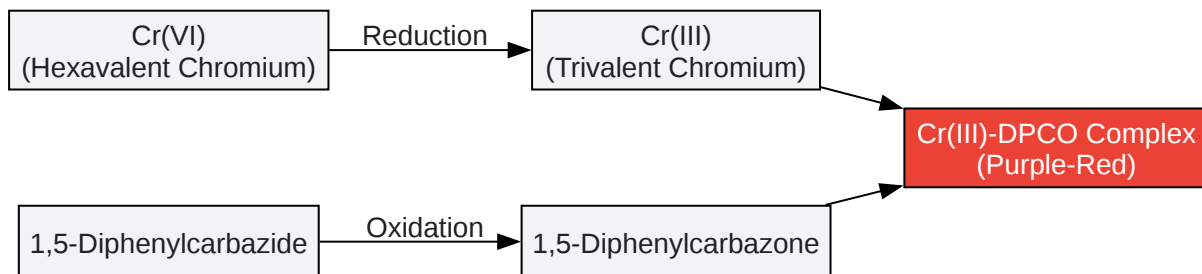 Cr(VI)
(Hexavalent Chromium)
Reduction
Cr(III)
(Trivalent Chromium)
Cr(III)-DPCO Complex
(Purple-Red)
1,5-Diphenylcarbazide
Oxidation
1,5-Diphenylcarbazone